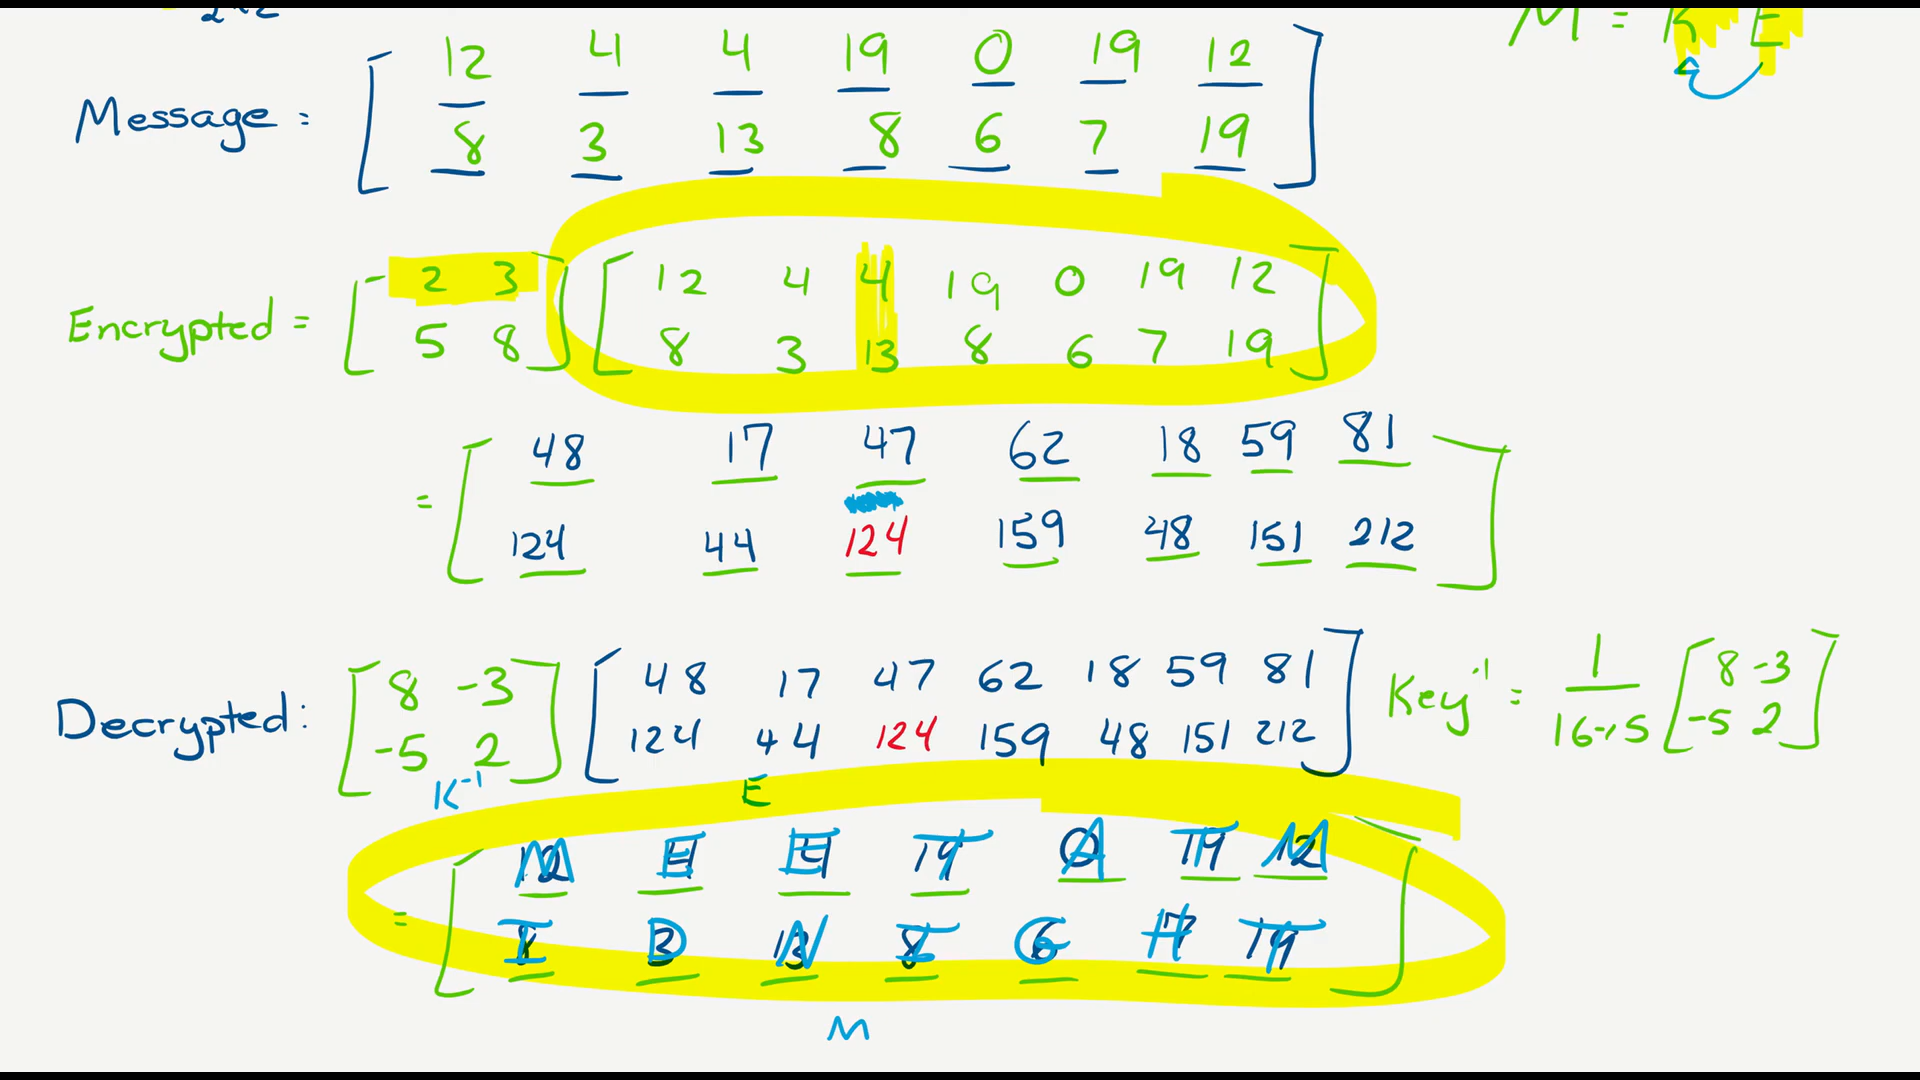 M = K E
12 4 4 19 0 19 12
Message =
8 3 13 8 6 7 19
2 3 12 4 4 19 0 19 12
Encrypted =
5 8 8 3 13 8 6 7 19
48 17 47 62 18 59 81
=
124 44 124 159 48 151 212
8 -3 48 17 47 62 18 59 81
Decrypted:
-5 2 124 44 124 159 48 151 212
Key-1 = 1 8 -3
16-15 -5 2
K-1 E
M E E T A T M
=
I D N I G H T
M